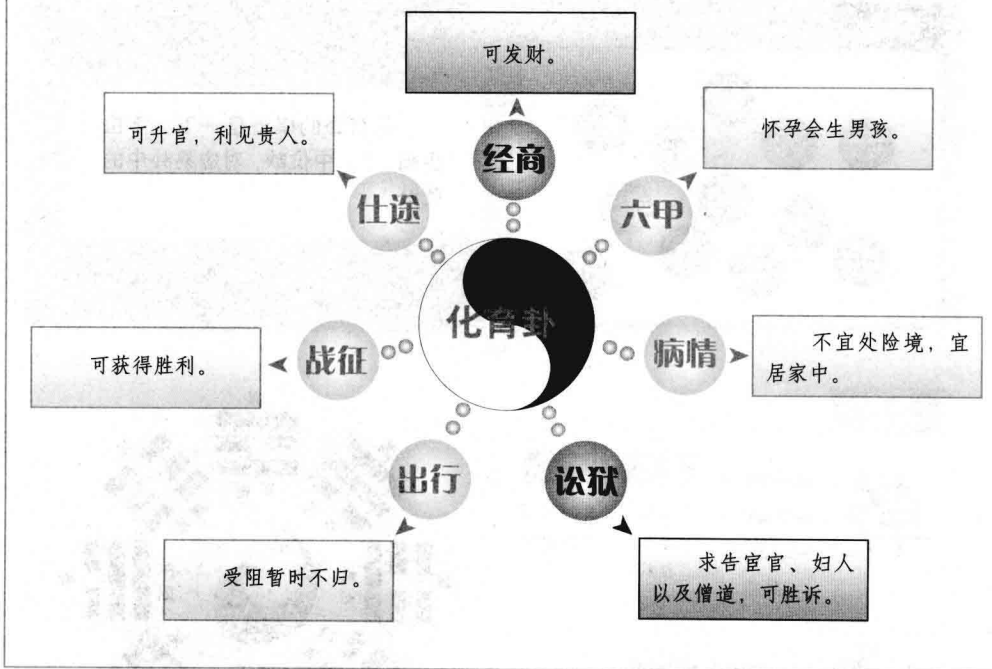 可发财。
可升官，利见贵人。
怀孕会生男孩。
经商
仕途
六甲
化育卦
战征
病情
可获得胜利。
不宜处险境，宜
居家中。
出行
讼狱
受阻暂时不归。
求告宦官、妇人
以及僧道，可胜诉。